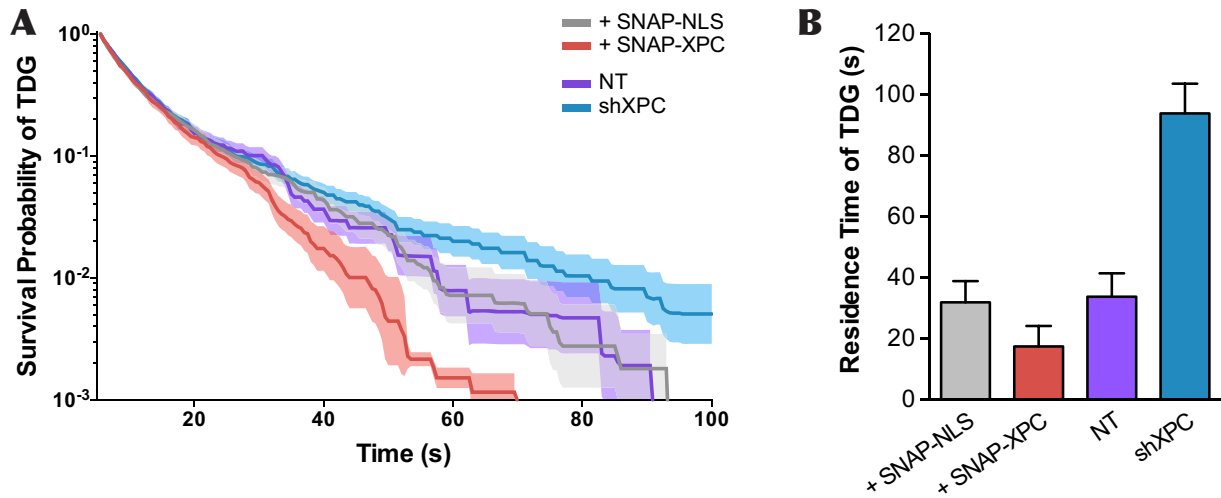 A
+ SNAP-NLS
+ SNAP-XPC
NT
shXPC
Survival Probability of TDG
10⁰
10⁻¹
10⁻²
10⁻³
20
40
60
80
100
Time (s)
B
Residence Time of TDG (s)
120
100
80
60
40
20
0
+ SNAP-NLS
+ SNAP-XPC
NT
shXPC